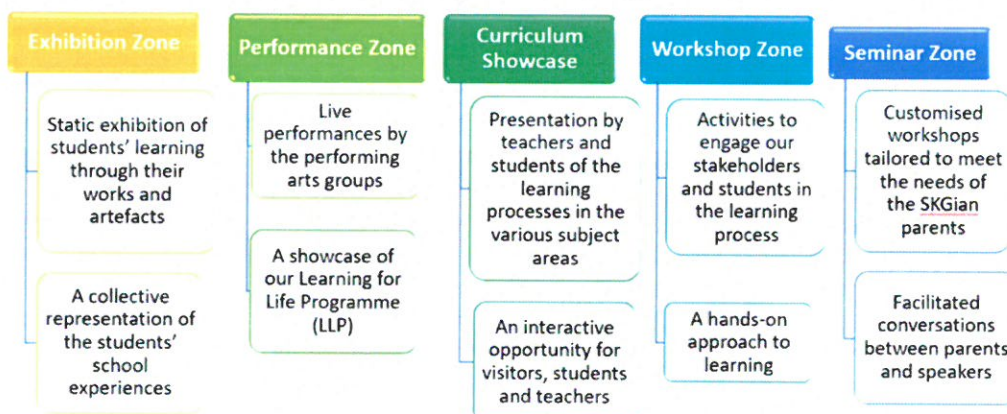 Exhibition Zone
Static exhibition of
students' learning
through their
works and
artefacts
A collective
representation of
the students'
school
experiences
Performance Zone
Live
performances by
the performing
arts groups
A showcase of
our Learning for
Life Programme
(LLP)
Curriculum
Showcase
Presentation by
teachers and
students of the
learning
processes in the
various subject
areas
An interactive
opportunity for
visitors, students
and teachers
Workshop Zone
Activities to
engage our
stakeholders
and students in
the learning
process
A hands-on
approach to
learning
Seminar Zone
Customised
workshops
tailored to meet
the needs of
the SKGian
parents
Facilitated
conversations
between parents
and speakers